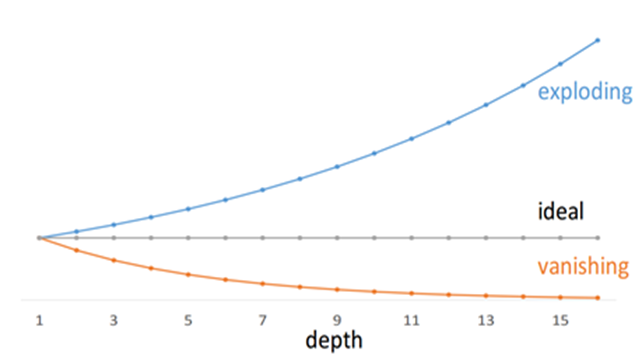 exploding
ideal
vanishing
1 3 5 7 9 11 13 15
depth